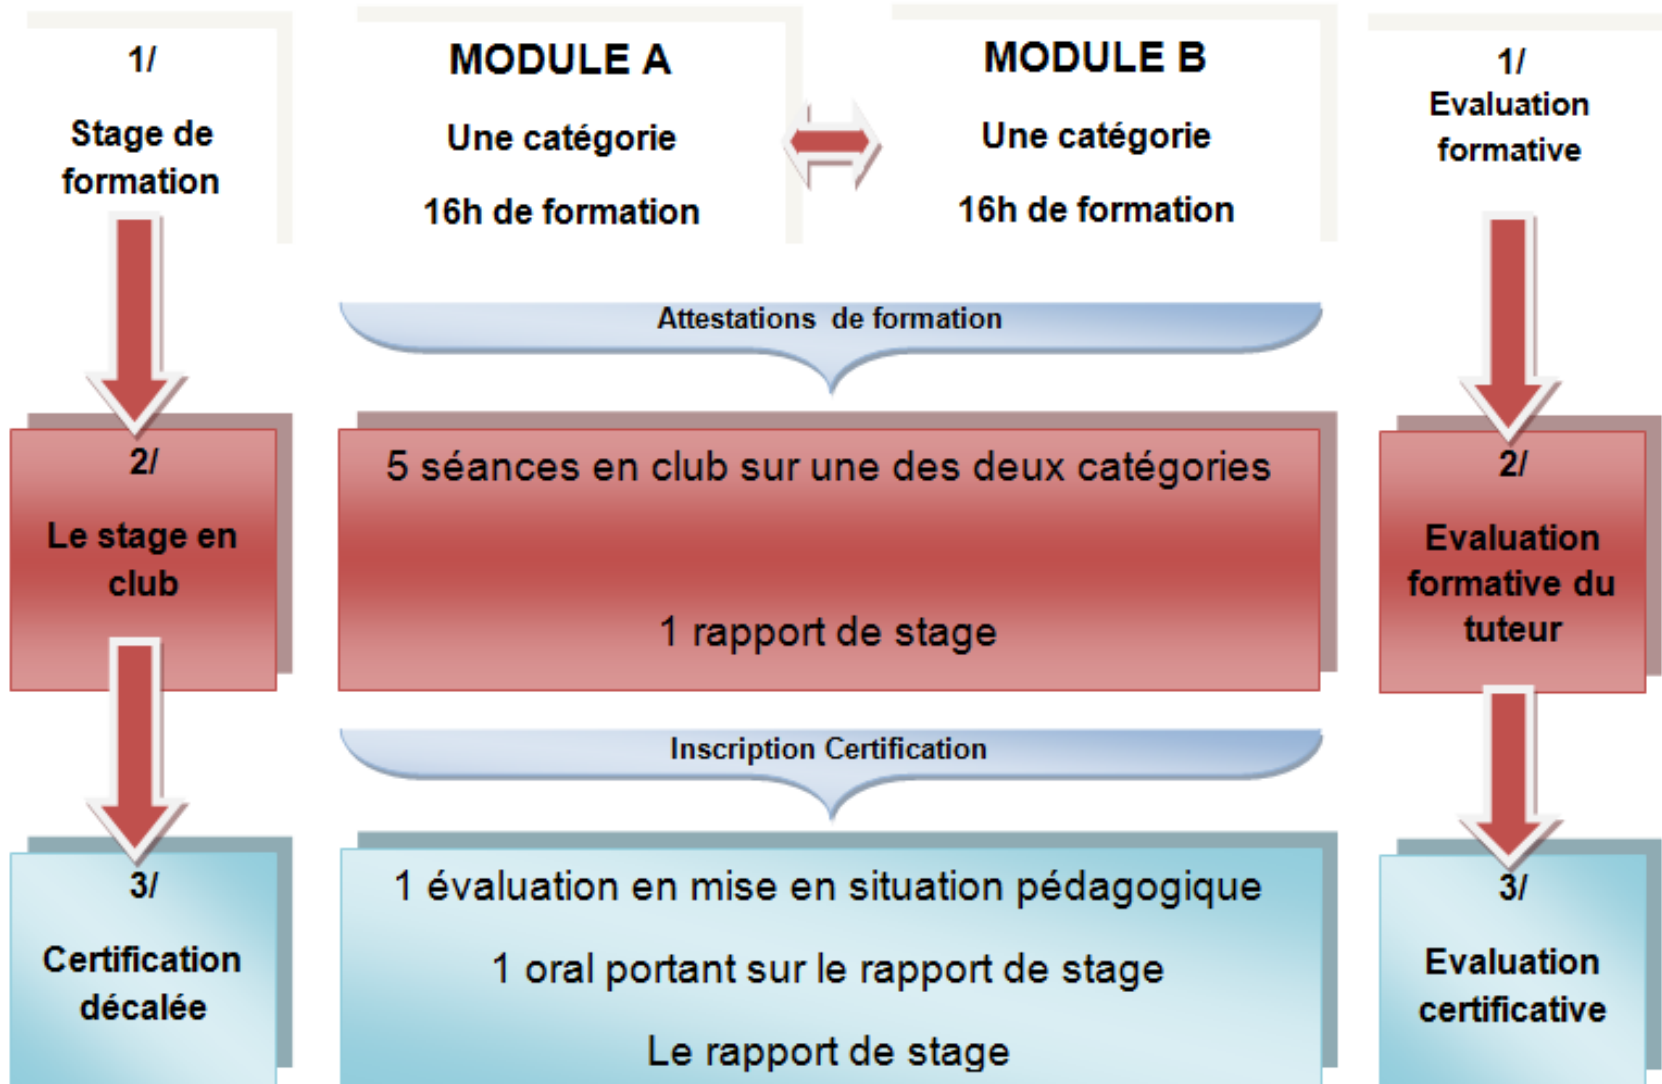 1/
Stage de
formation
MODULE A
Une catégorie
16h de formation
MODULE B
Une catégorie
16h de formation
1/
Evaluation
formative
Attestations de formation
2/
Le stage en
club
5 séances en club sur une des deux catégories
1 rapport de stage
2/
Evaluation
formative du
tuteur
Inscription Certification
3/
Certification
décalée
1 évaluation en mise en situation pédagogique
1 oral portant sur le rapport de stage
Le rapport de stage
3/
Evaluation
certificative